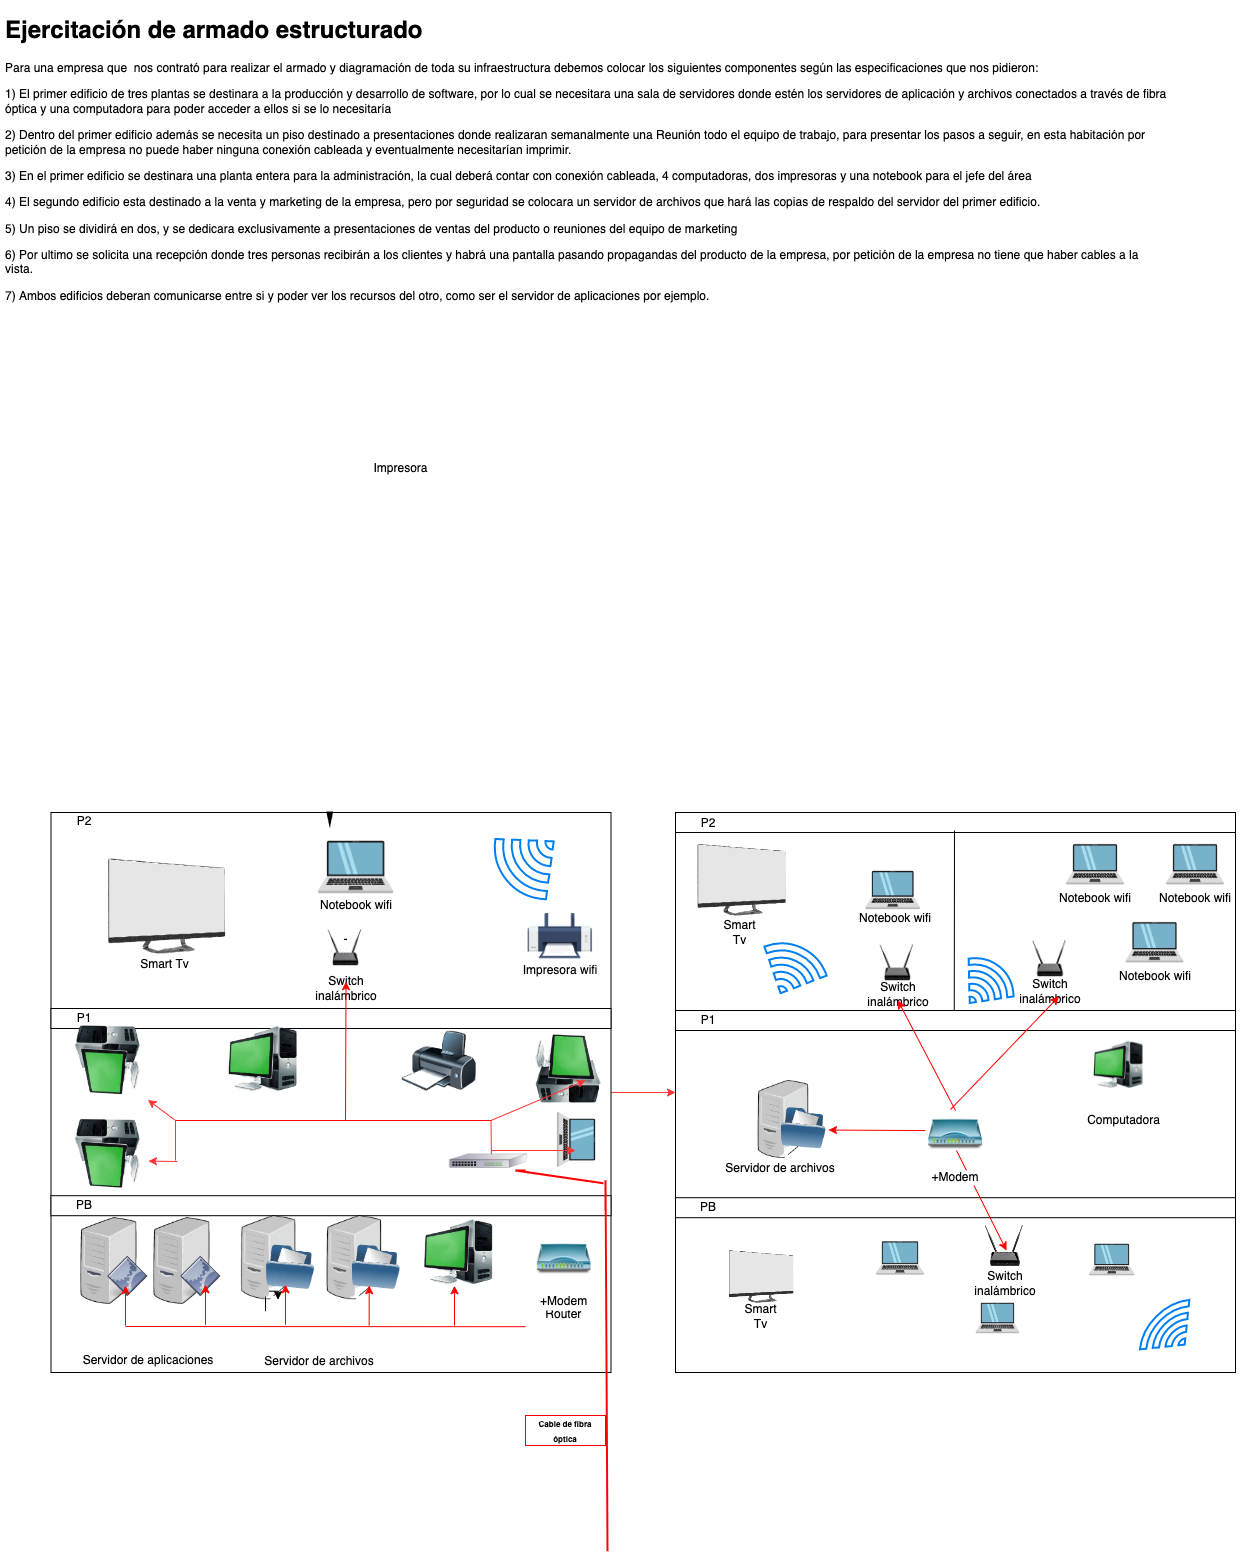 Ejercitación de armado estructurado
Para una empresa que nos contrató para realizar el armado y diagramación de toda su infraestructura debemos colocar los siguientes componentes según las especificaciones que nos pidieron:
1) El primer edificio de tres plantas se destinara a la producción y desarrollo de software, por lo cual se necesitara una sala de servidores donde estén los servidores de aplicación y archivos conectados a través de fibra
óptica y una computadora para poder acceder a ellos si se lo necesitaría
2) Dentro del primer edificio además se necesita un piso destinado a presentaciones donde realizaran semanalmente una Reunión todo el equipo de trabajo, para presentar los pasos a seguir, en esta habitación por
petición de la empresa no puede haber ninguna conexión cableada y eventualmente necesitarían imprimir.
3) En el primer edificio se destinara una planta entera para la administración, la cual deberá contar con conexión cableada, 4 computadoras, dos impresoras y una notebook para el jefe del área
4) El segundo edificio esta destinado a la venta y marketing de la empresa, pero por seguridad se colocara un servidor de archivos que hará las copias de respaldo del servidor del primer edificio.
5) Un piso se dividirá en dos, y se dedicara exclusivamente a presentaciones de ventas del producto o reuniones del equipo de marketing
6) Por ultimo se solicita una recepción donde tres personas recibirán a los clientes y habrá una pantalla pasando propagandas del producto de la empresa, por petición de la empresa no tiene que haber cables a la
vista.
7) Ambos edificios deberan comunicarse entre si y poder ver los recursos del otro, como ser el servidor de aplicaciones por ejemplo.
Impresora
P2
Notebook wifi
Smart Tv
Impresora wifi
Switch
inalámbrico
P1
PB
+Modem
Router
Servidor de aplicaciones
Servidor de archivos
Cable de fibra
óptica
P2
Notebook wifi
Notebook wifi
Notebook wifi
Smart
Tv
Notebook wifi
Switch
inalámbrico
Switch
inalámbrico
P1
Computadora
Servidor de archivos
+Modem
PB
Switch
inalámbrico
Smart
Tv